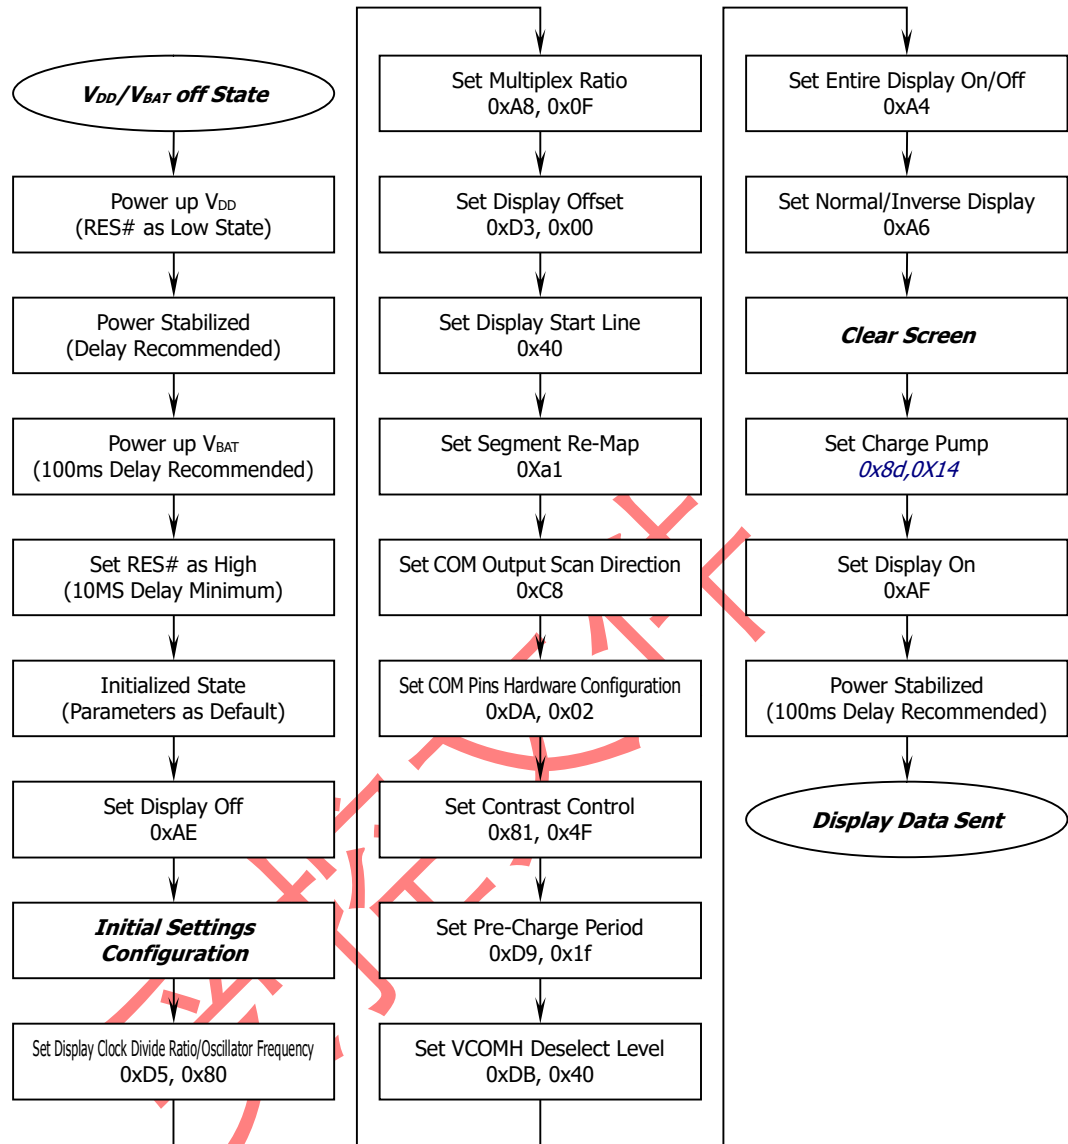 VDD/VBAT off State
Power up VDD
(RES# as Low State)
Power Stabilized
(Delay Recommended)
Power up VBAT
(100ms Delay Recommended)
Set RES# as High
(10MS Delay Minimum)
Initialized State
(Parameters as Default)
Set Display Off
0xAE
Initial Settings
Configuration
Set Display Clock Divide Ratio/Oscillator Frequency
0xD5, 0x80
Set Multiplex Ratio
0xA8, 0x0F
Set Display Offset
0xD3, 0x00
Set Display Start Line
0x40
Set Segment Re-Map
0Xa1
Set COM Output Scan Direction
0xC8
Set COM Pins Hardware Configuration
0xDA, 0x02
Set Contrast Control
0x81, 0x4F
Set Pre-Charge Period
0xD9, 0x1f
Set VCOMH Deselect Level
0xDB, 0x40
Set Entire Display On/Off
0xA4
Set Normal/Inverse Display
0xA6
Clear Screen
Set Charge Pump
0x8d,0X14
Set Display On
0xAF
Power Stabilized
(100ms Delay Recommended)
Display Data Sent